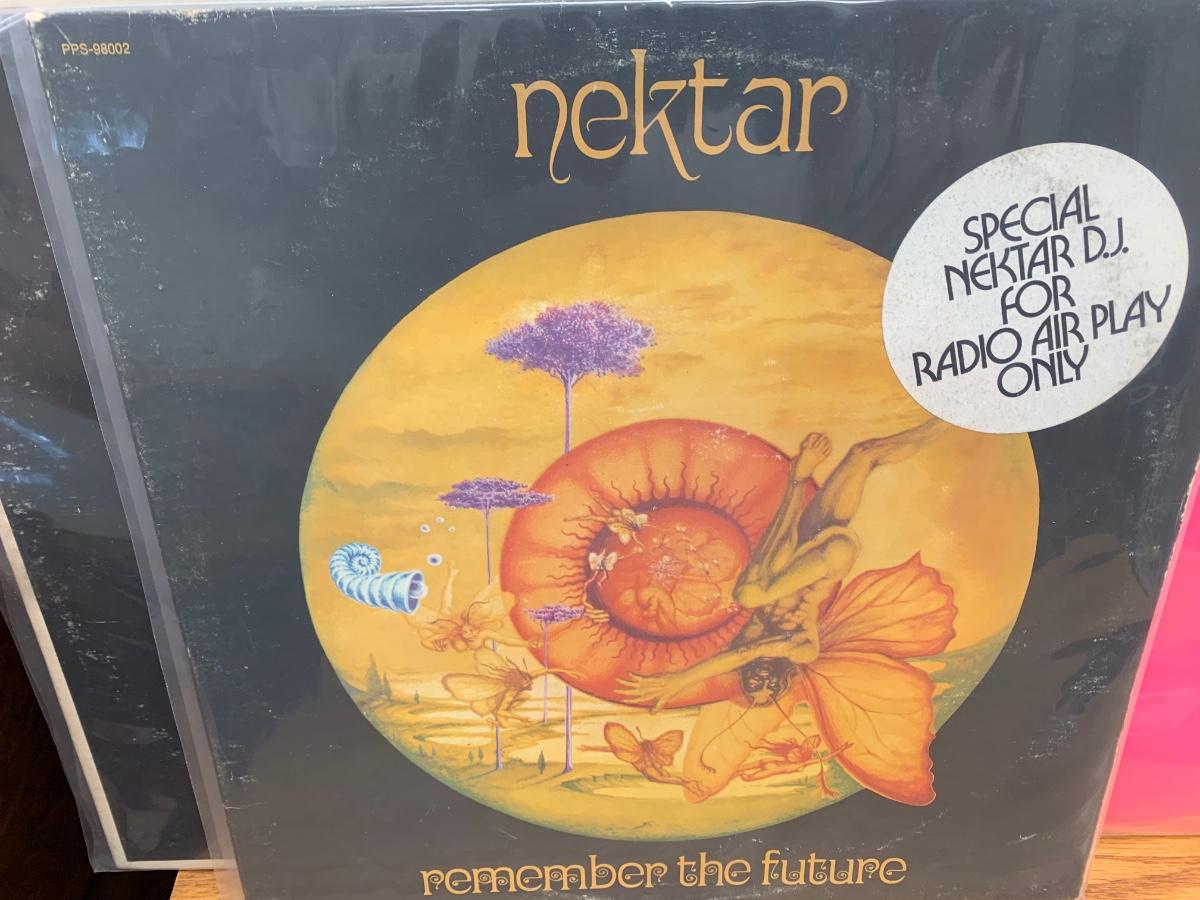 PPS-98002
nektar
SPECIAL
NEKTAR D.J.
FOR
RADIO AIR PLAY
ONLY
remember the future